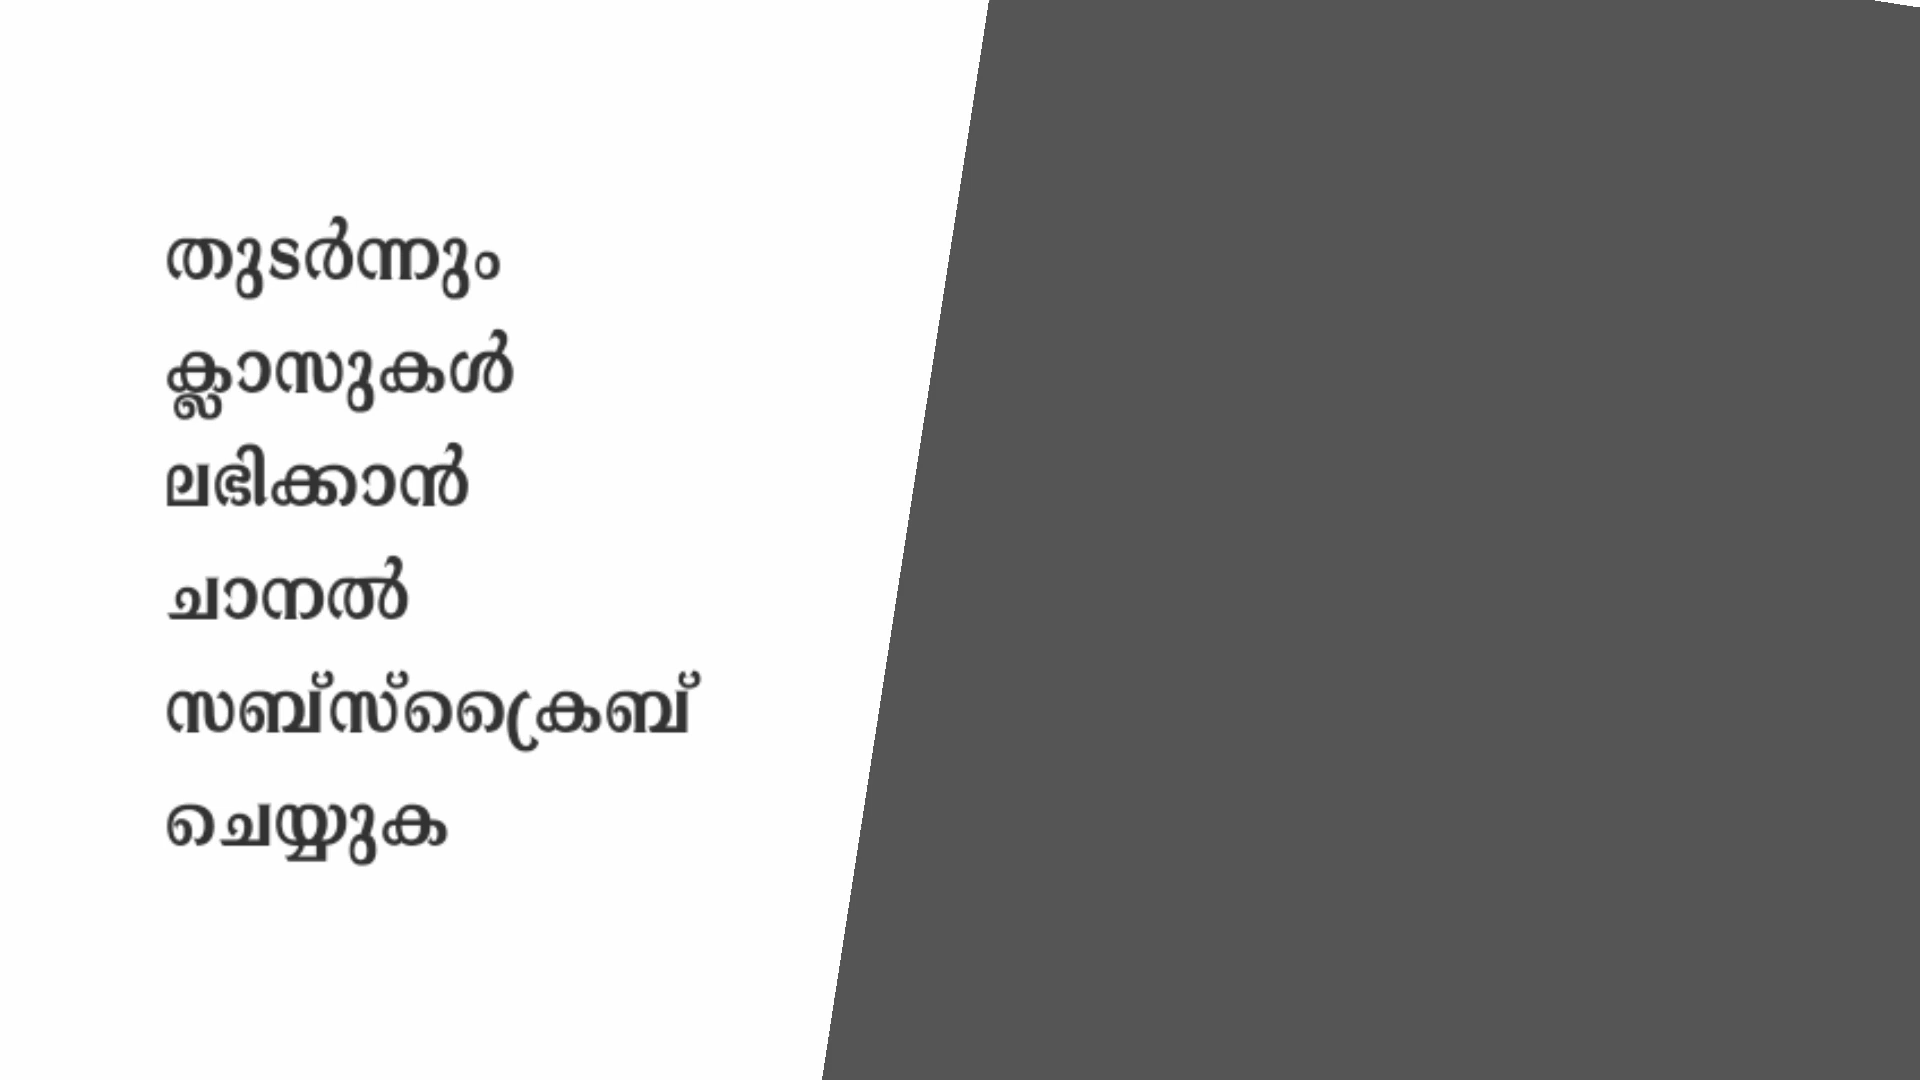 തുടർന്നും
ക്ലാസുകൾ
ലഭിക്കാൻ
ചാനൽ
സബ്സ്ക്രൈബ്
ചെയ്യുക